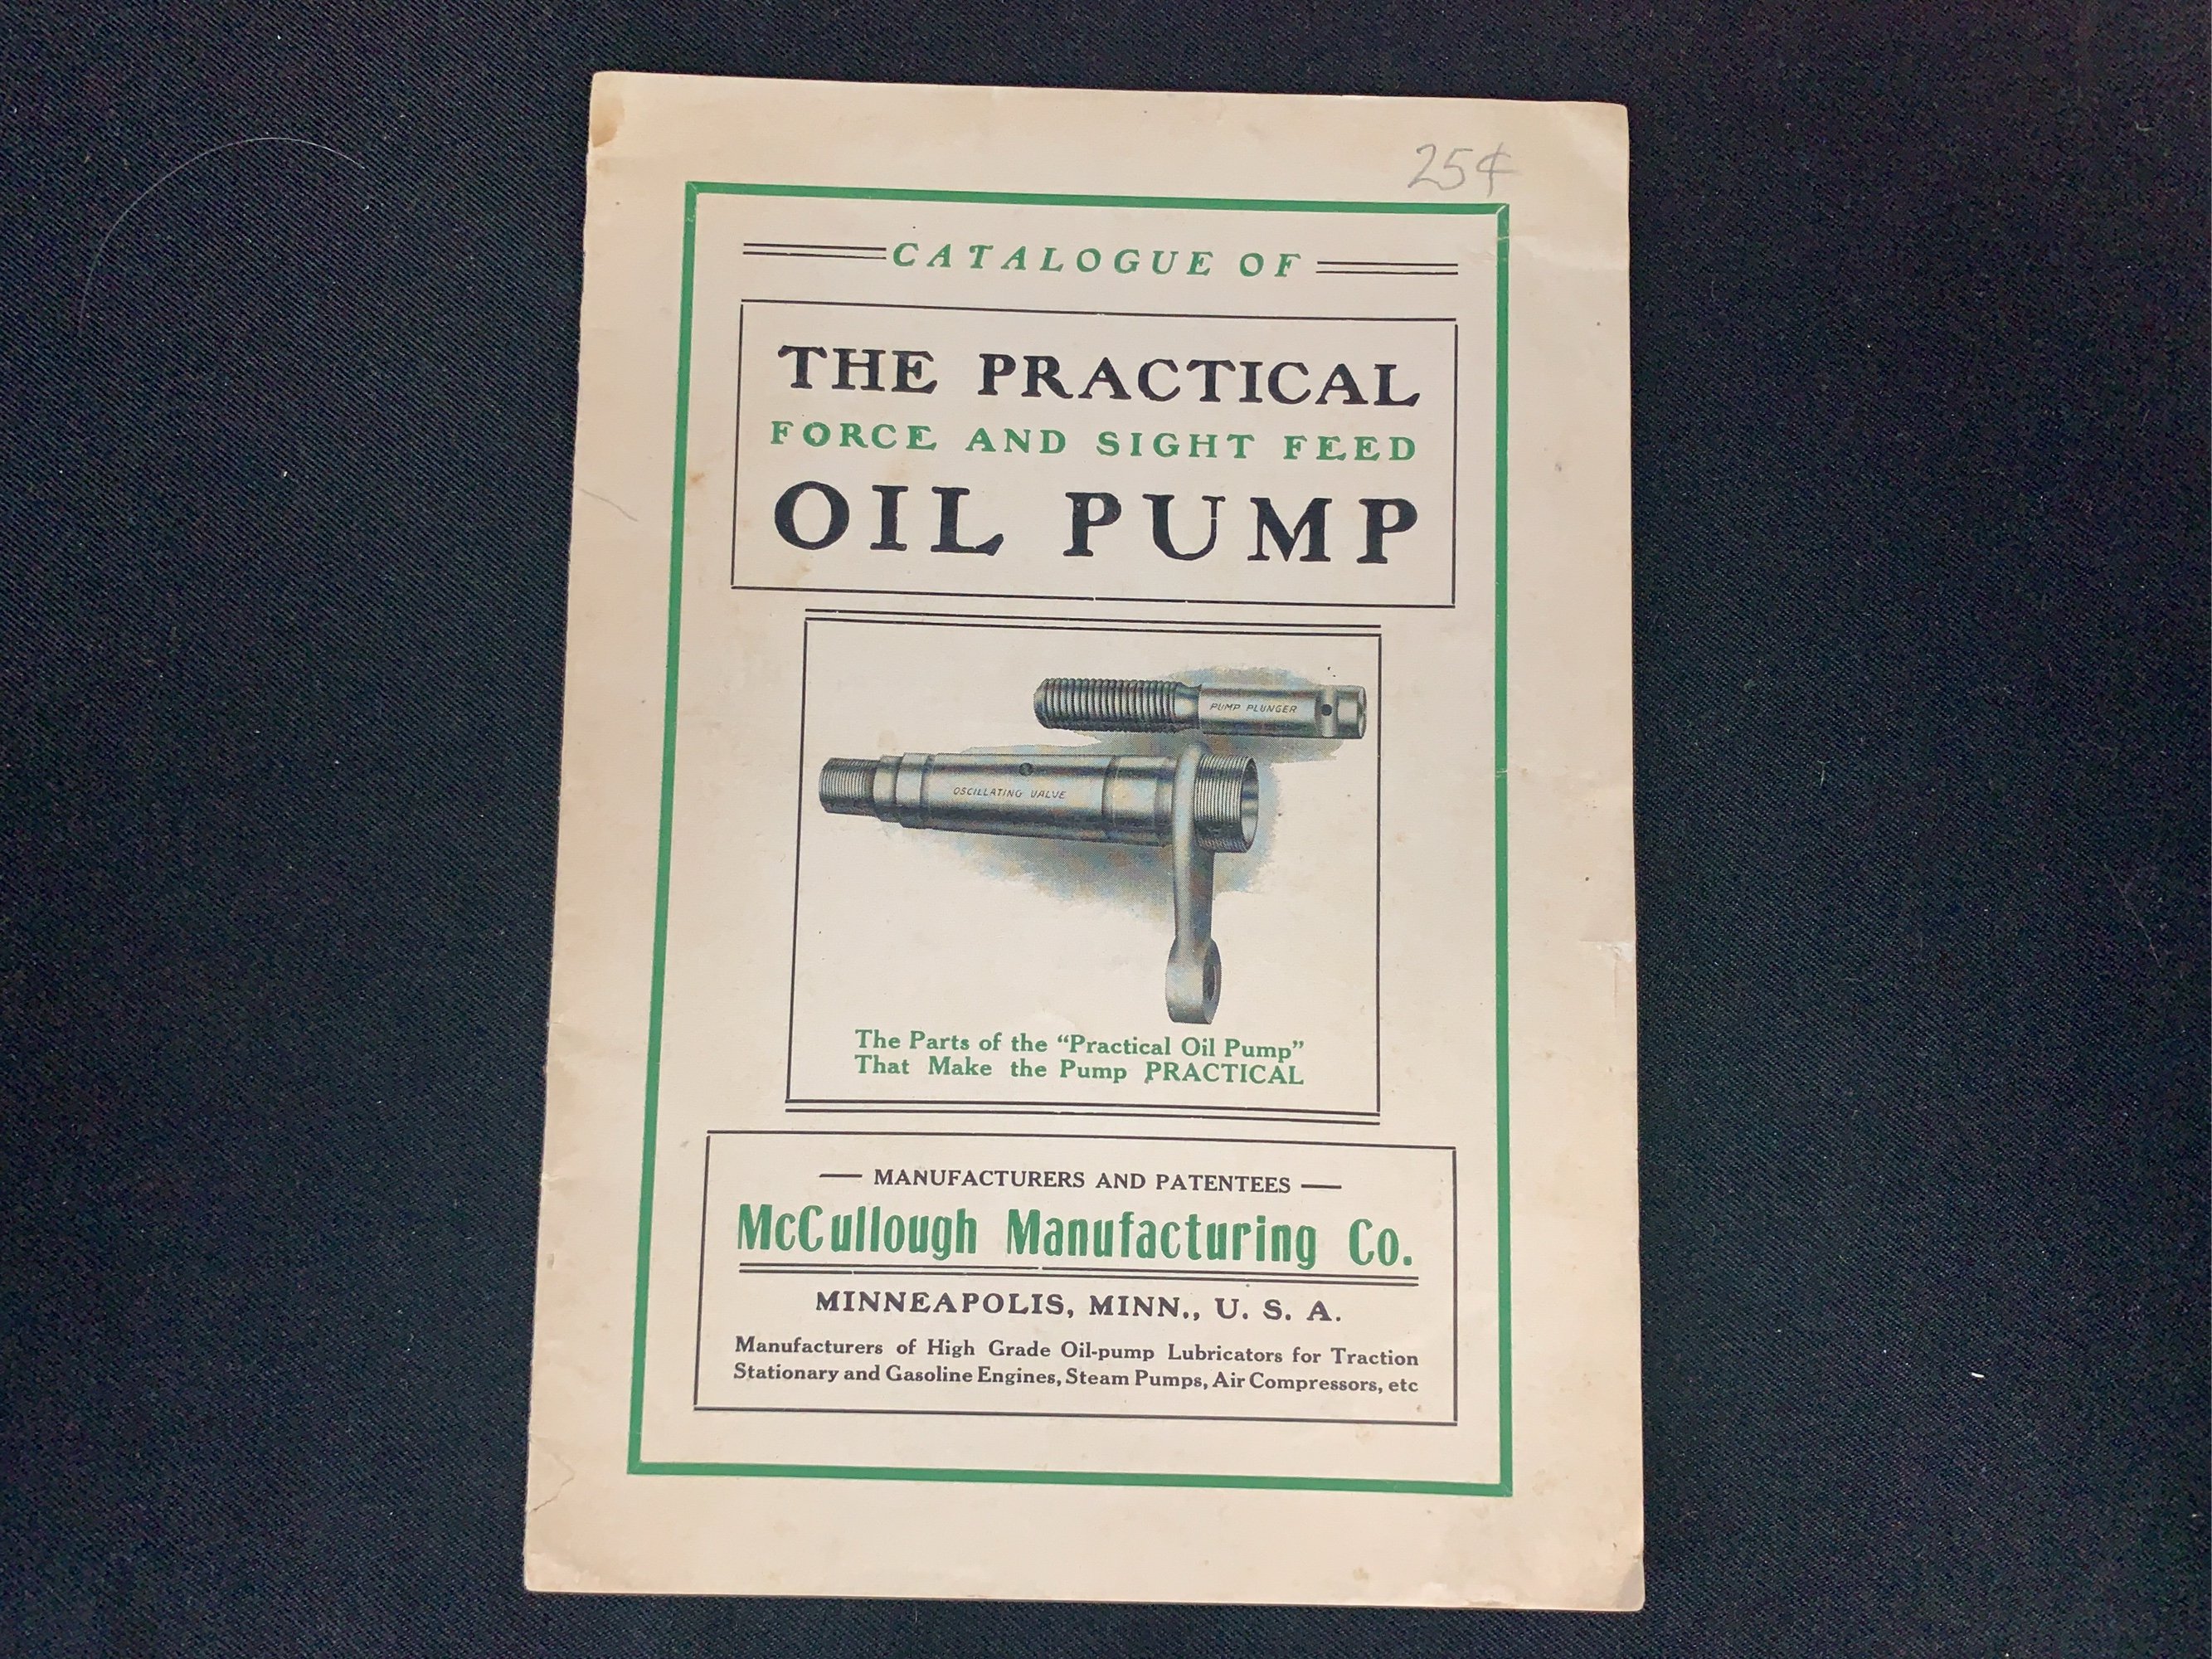 25¢
CATALOGUE OF
THE PRACTICAL
FORCE AND SIGHT FEED
OIL PUMP
PUMP PLUNGER
OSCILLATING VALVE
The Parts of the “Practical Oil Pump”
That Make the Pump PRACTICAL
MANUFACTURERS AND PATENTEES
McCullough Manufacturing Co.
MINNEAPOLIS, MINN., U. S. A.
Manufacturers of High Grade Oil-pump Lubricators for Traction
Stationary and Gasoline Engines, Steam Pumps, Air Compressors, etc